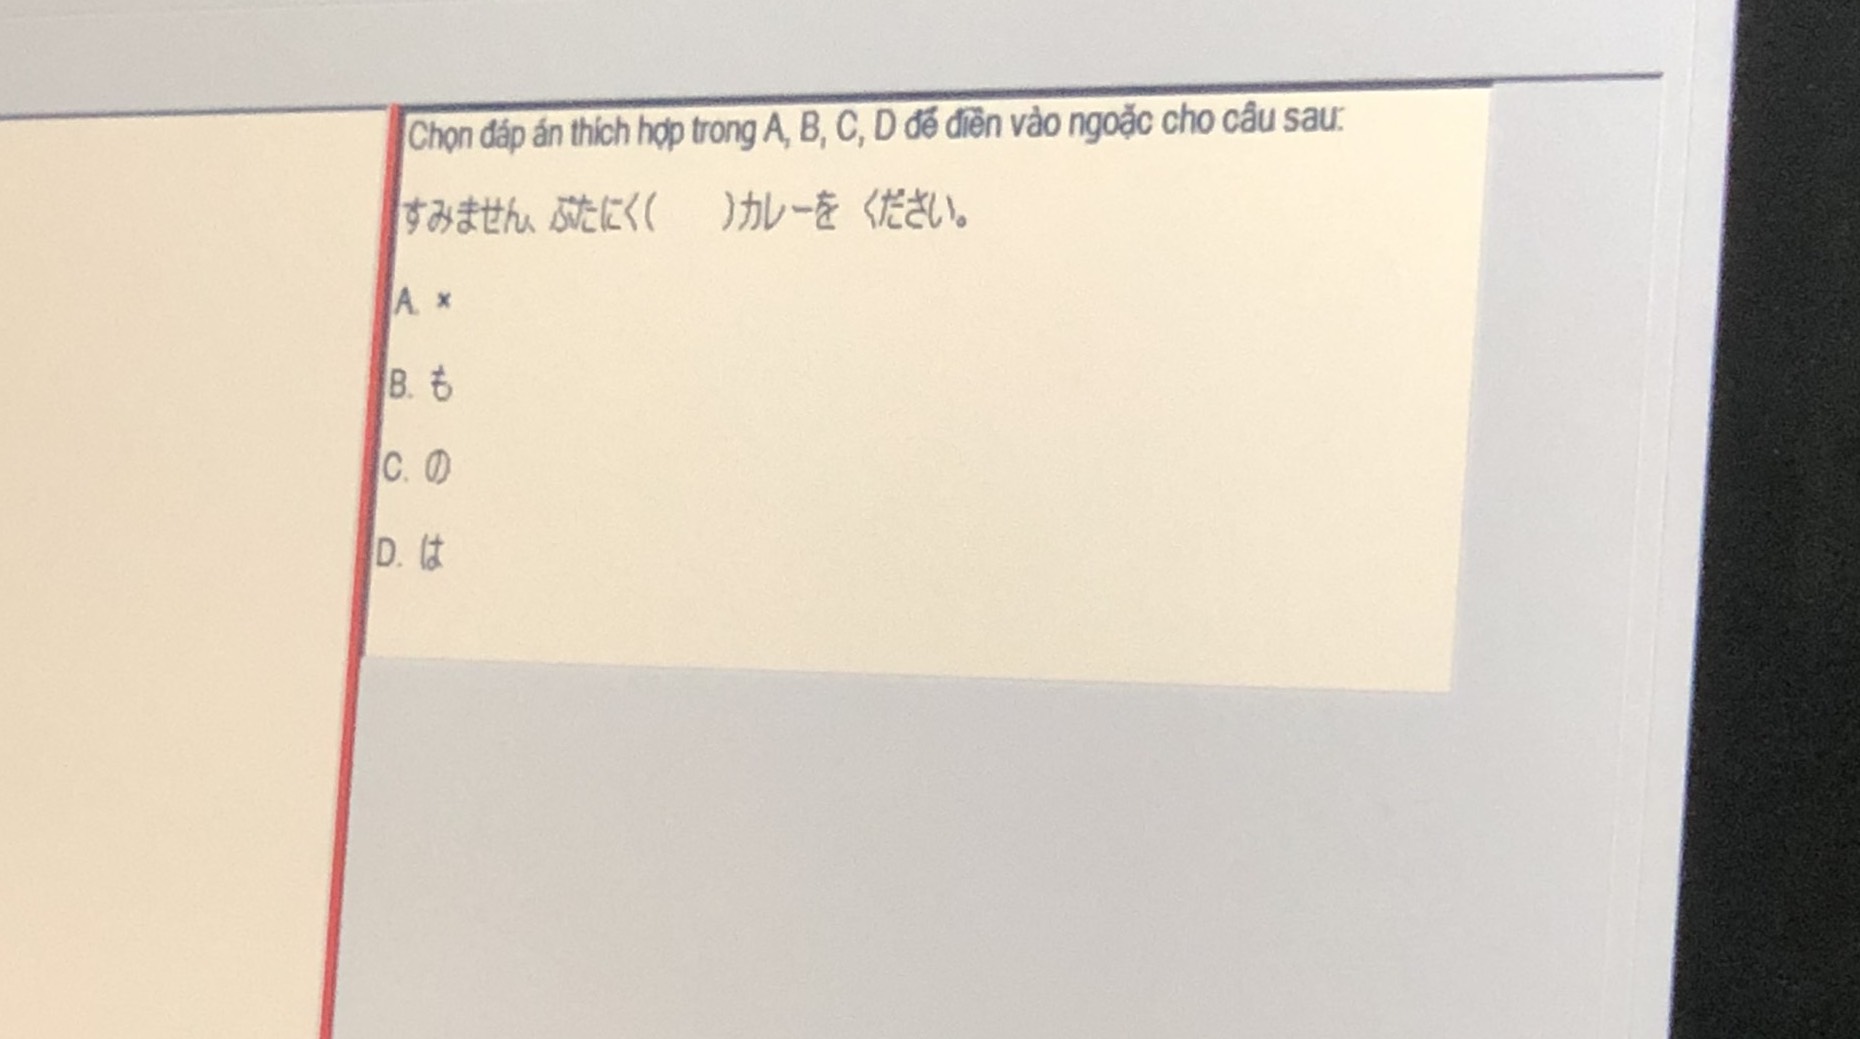 Chọn đáp án thích hợp trong A, B, C, D để điền vào ngoặc cho câu sau:
すみません、ぶたにく(　　)カレーを ください。
A. ×
B. も
C. の
D. は